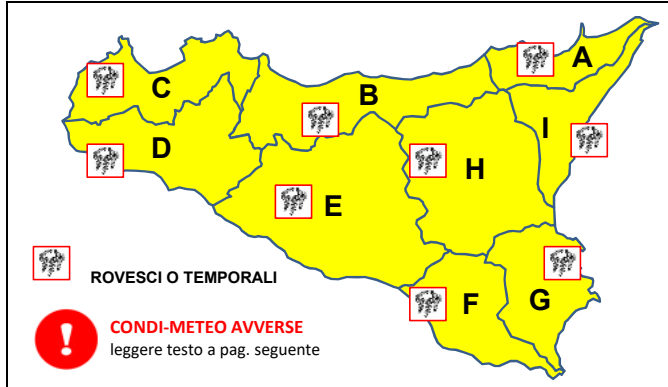 A
C
B
I
D
H
E
ROVESCI O TEMPORALI
F
G
CONDI-METEO AVVERSE
leggere testo a pag. seguente